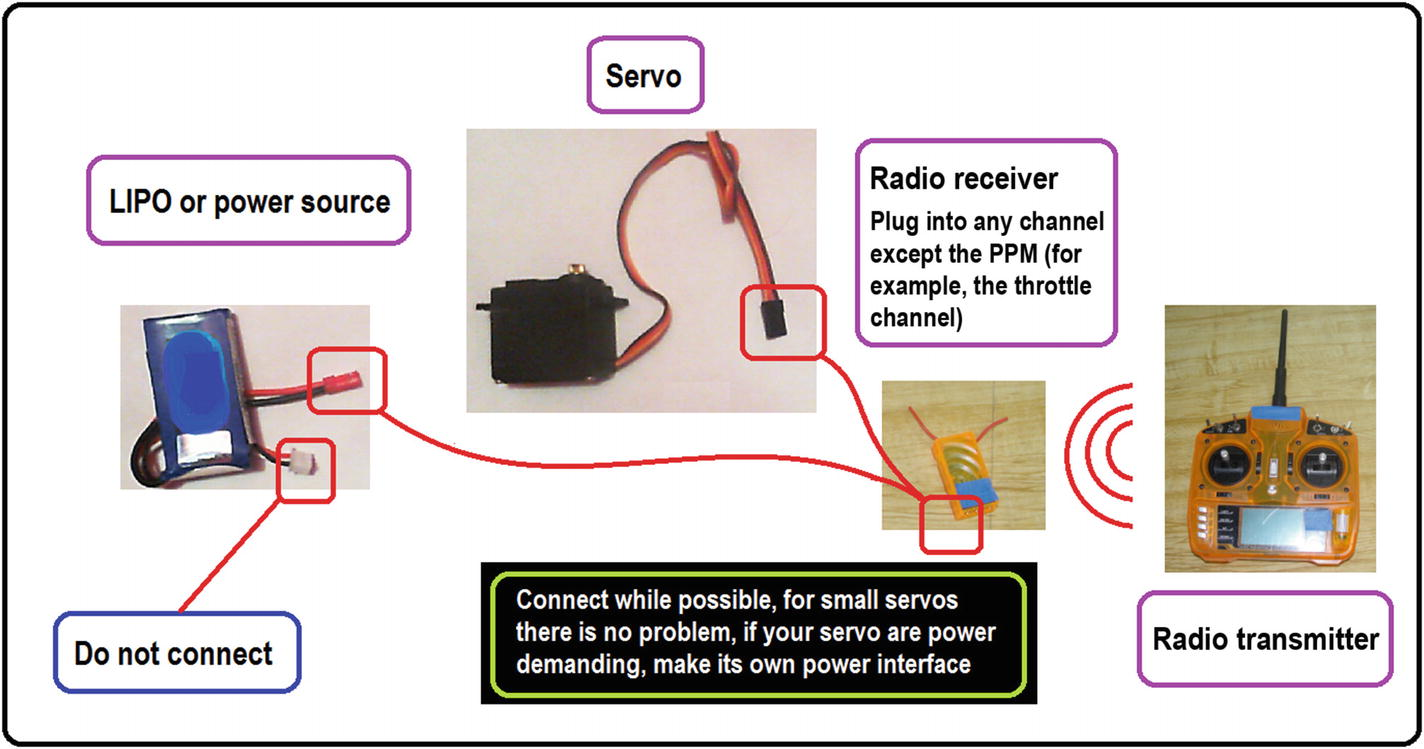 Servo
LIPO or power source
Radio receiver
Plug into any channel
except the PPM (for
example, the throttle
channel)
Do not connect
Connect while possible, for small servos
there is no problem, if your servo are power
demanding, make its own power interface
Radio transmitter